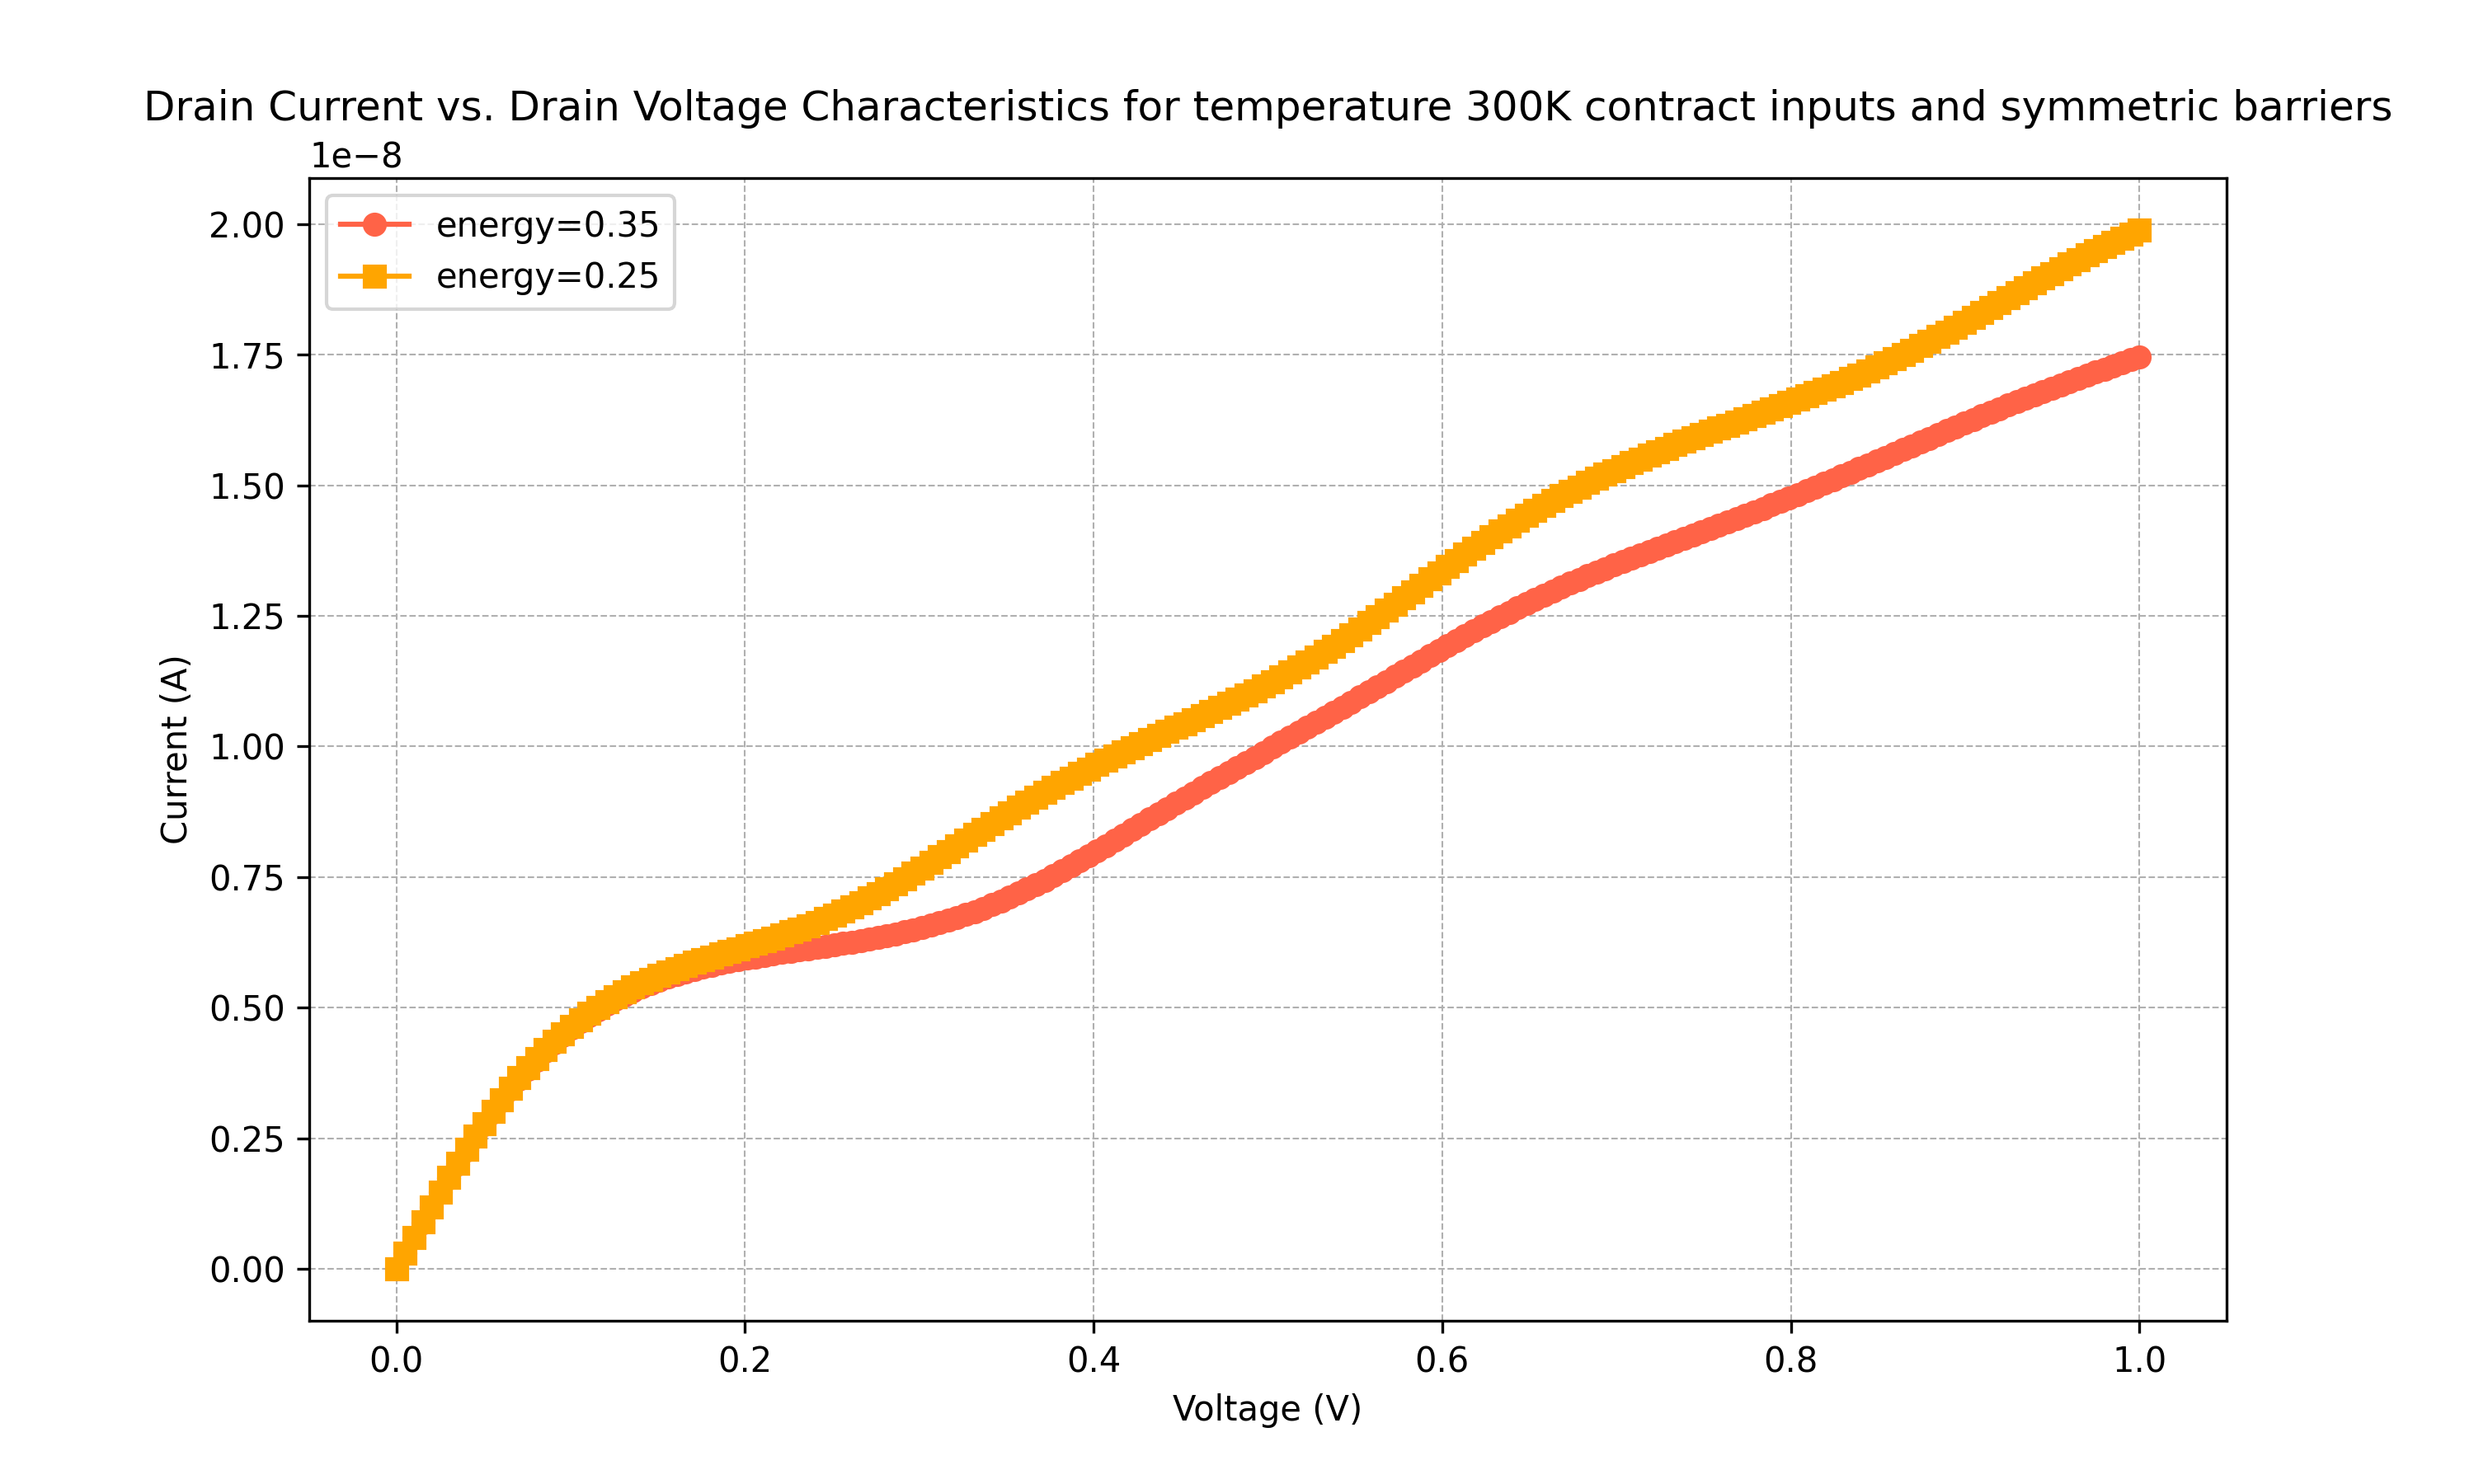 Drain Current vs. Drain Voltage Characteristics for temperature 300K contract inputs and symmetric barriers
1e−8
energy=0.35
energy=0.25
2.00
1.75
1.50
1.25
1.00
0.75
0.50
0.25
0.00
Current (A)
0.0 0.2 0.4 0.6 0.8 1.0
Voltage (V)